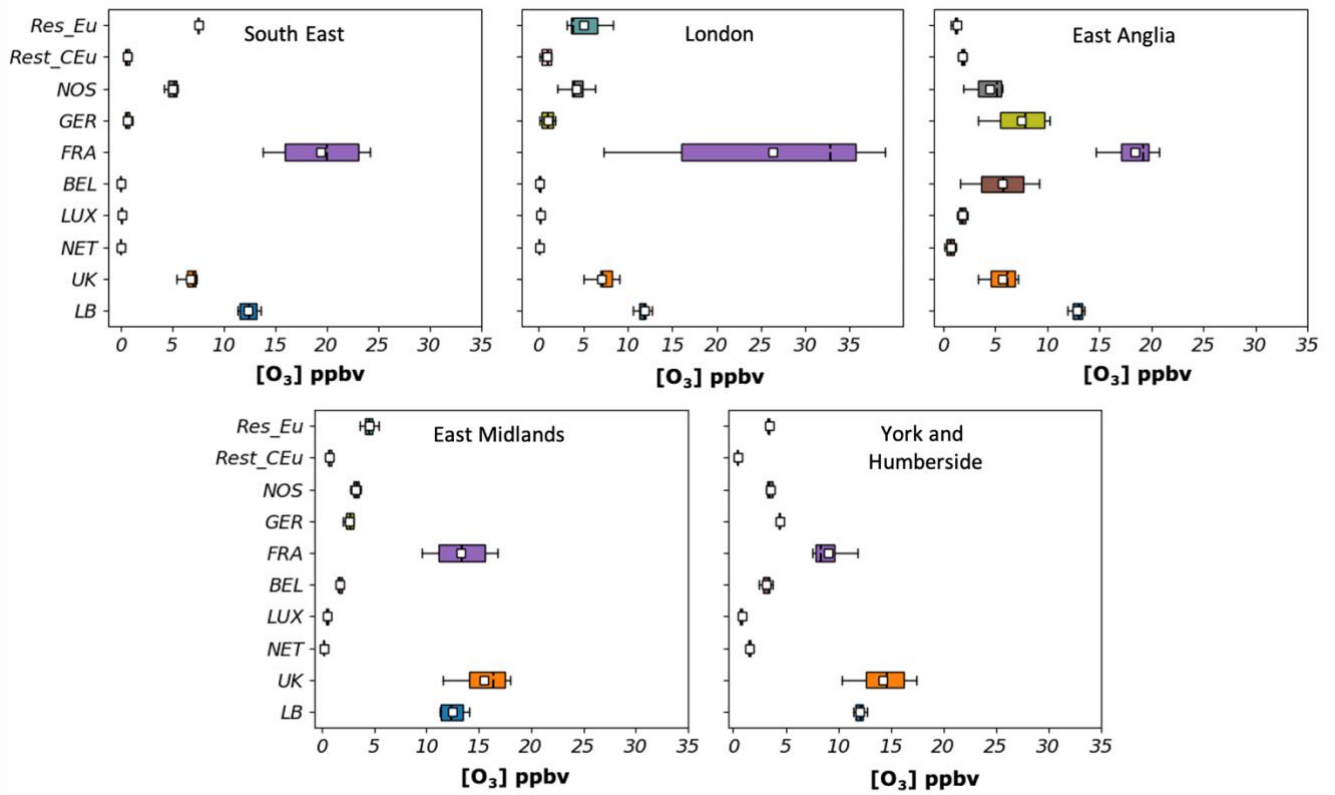 South East
Res_Eu
Rest_CEu
NOS
GER
FRA
BEL
LUX
NET
UK
LB
0 5 10 15 20 25 30 35
[O₃] ppbv
London
0 5 10 15 20 25 30 35
[O₃] ppbv
East Anglia
0 5 10 15 20 25 30 35
[O₃] ppbv
East Midlands
Res_Eu
Rest_CEu
NOS
GER
FRA
BEL
LUX
NET
UK
LB
0 5 10 15 20 25 30 35
[O₃] ppbv
York and
Humberside
0 5 10 15 20 25 30 35
[O₃] ppbv